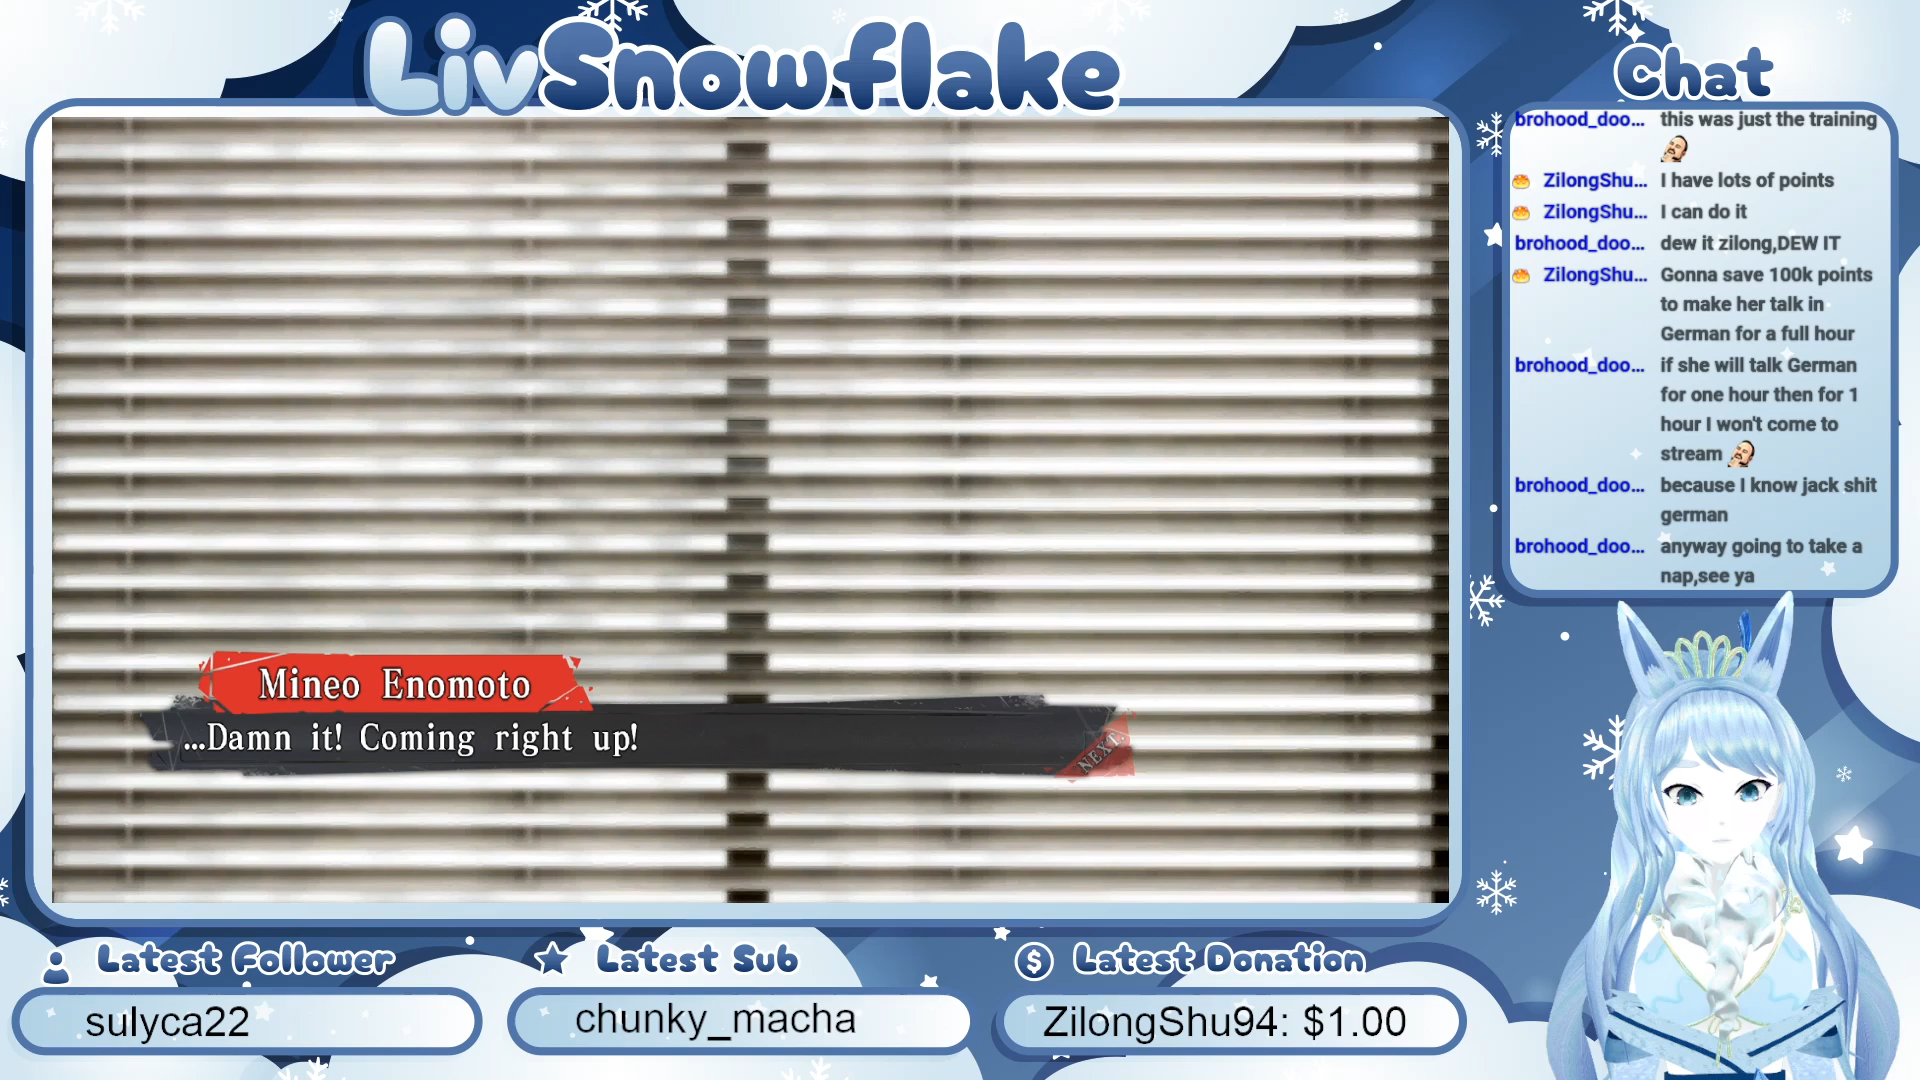 LivSnowflake
Chat
brohood_doo... this was just the training
ZilongShu... I have lots of points
ZilongShu... I can do it
brohood_doo... dew it zilong,DEW IT
ZilongShu... Gonna save 100k points
to make her talk in
German for a full hour
brohood_doo... if she will talk German
for one hour then for 1
hour I won't come to
stream
brohood_doo... because I know jack shit
german
brohood_doo... anyway going to take a
nap,see ya
Mineo Enomoto
...Damn it! Coming right up!
NEXT.
Latest Follower
sulyca22
Latest Sub
chunky_macha
Latest Donation
ZilongShu94: $1.00